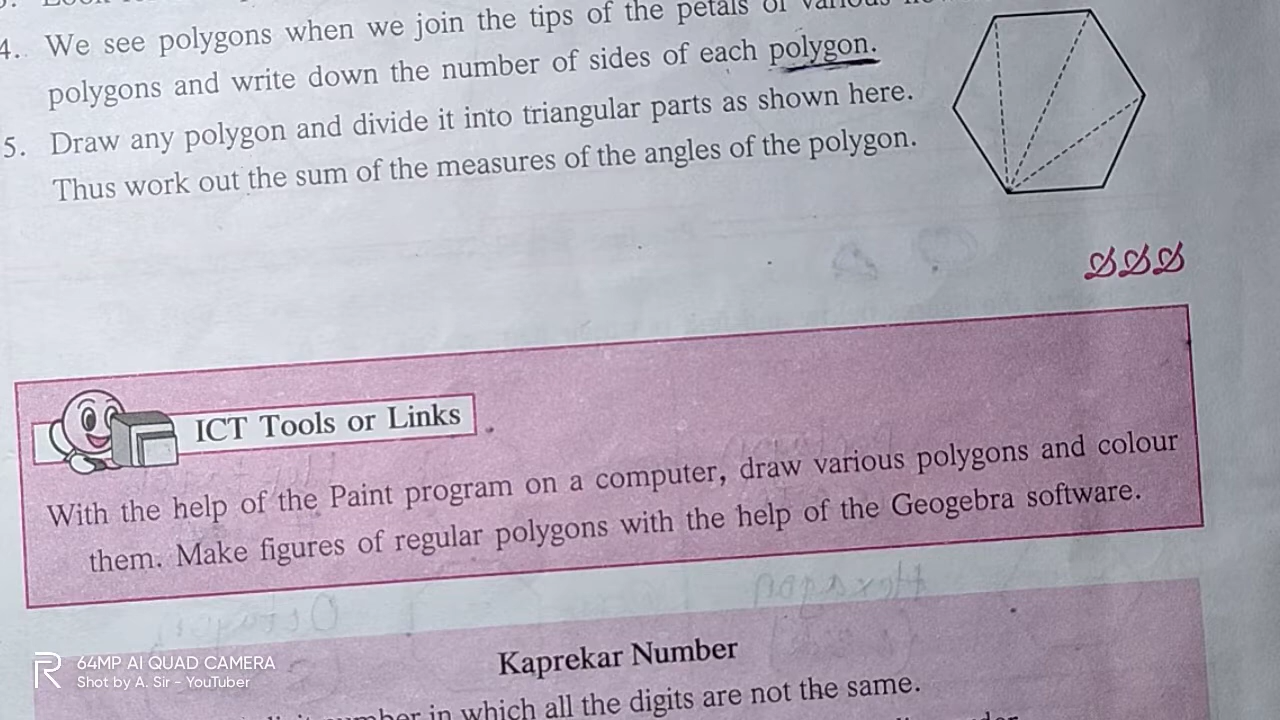 4. We see polygons when we join the tips of the petals of various
polygons and write down the number of sides of each polygon.
5. Draw any polygon and divide it into triangular parts as shown here.
Thus work out the sum of the measures of the angles of the polygon.
ICT Tools or Links
With the help of the Paint program on a computer, draw various polygons and colour
them. Make figures of regular polygons with the help of the Geogebra software.
Kaprekar Number
number in which all the digits are not the same.
64MP AI QUAD CAMERA
Shot by A. Sir - YouTuber